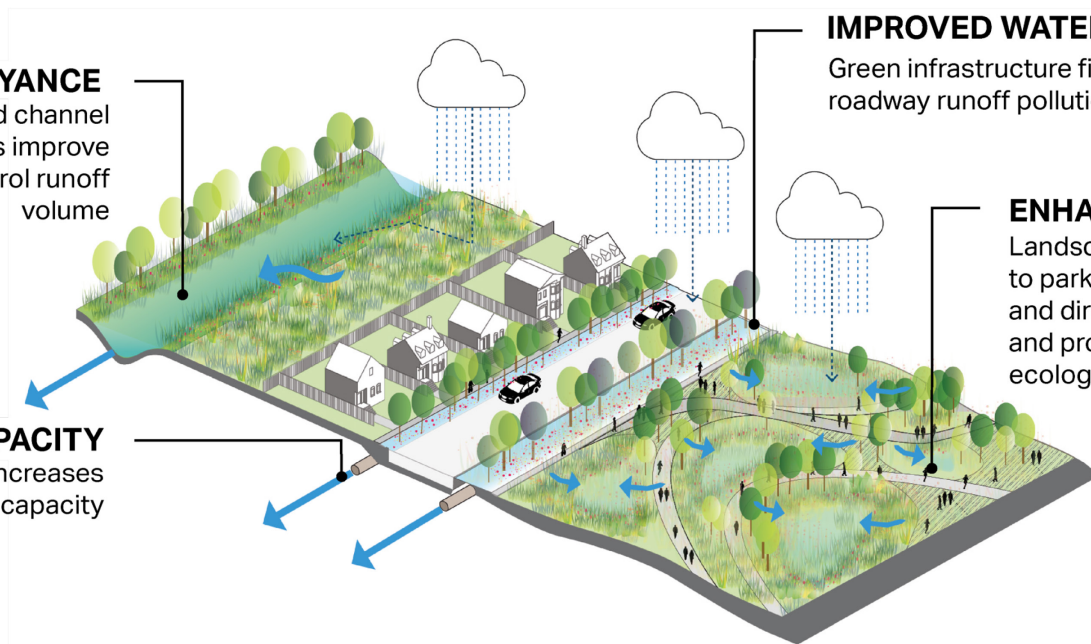 YANCE
d channel
s improve
rol runoff
volume
IMPROVED WATE
Green infrastructure fi
roadway runoff polluti
ENHA
Landsc
to park
and dir
and pro
ecolog
PACITY
ncreases
capacity